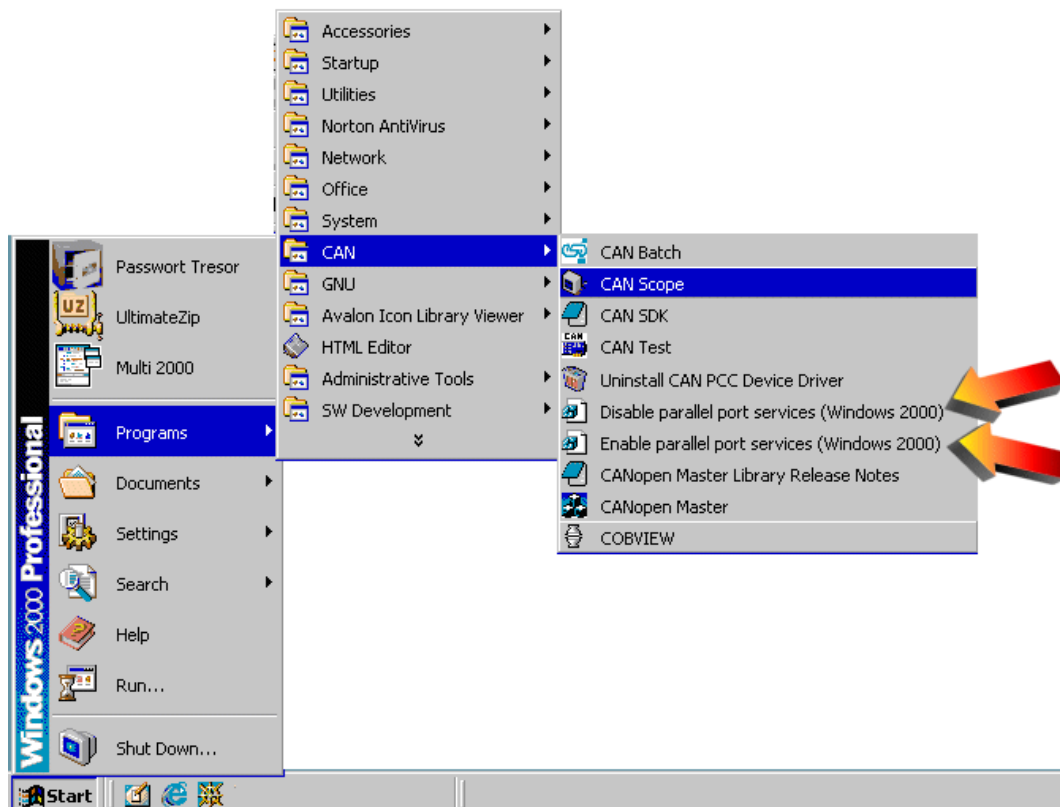 Accessories
Startup
Utilities
Norton AntiVirus
Network
Office
System
CAN
GNU
Avalon Icon Library Viewer
HTML Editor
Administrative Tools
SW Development
Passwort Tresor
UZ
UltimateZip
Multi 2000
Programs
Documents
Settings
Search
Help
Run...
Shut Down...
Windows 2000 Professional
CAN Batch
CAN Scope
CAN SDK
CAN
CAN Test
Uninstall CAN PCC Device Driver
Disable parallel port services (Windows 2000)
Enable parallel port services (Windows 2000)
CANopen Master Library Release Notes
CANopen Master
COBVIEW
Start